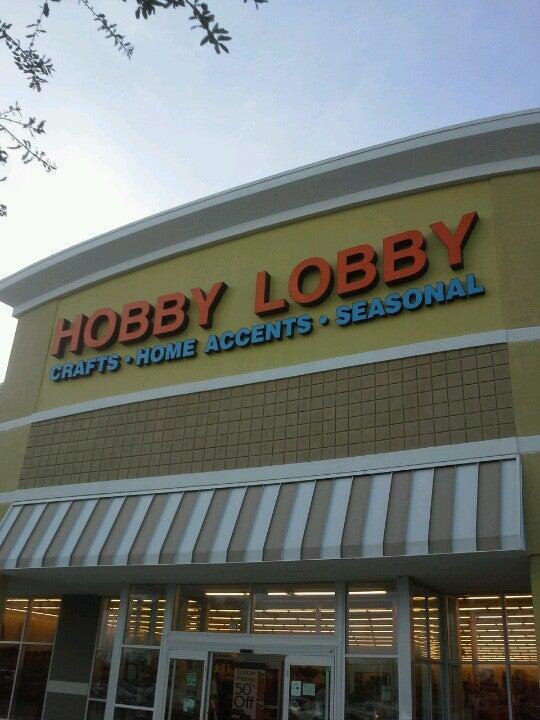 HOBBY LOBBY
CRAFTS • HOME ACCENTS • SEASONAL
50%
Off